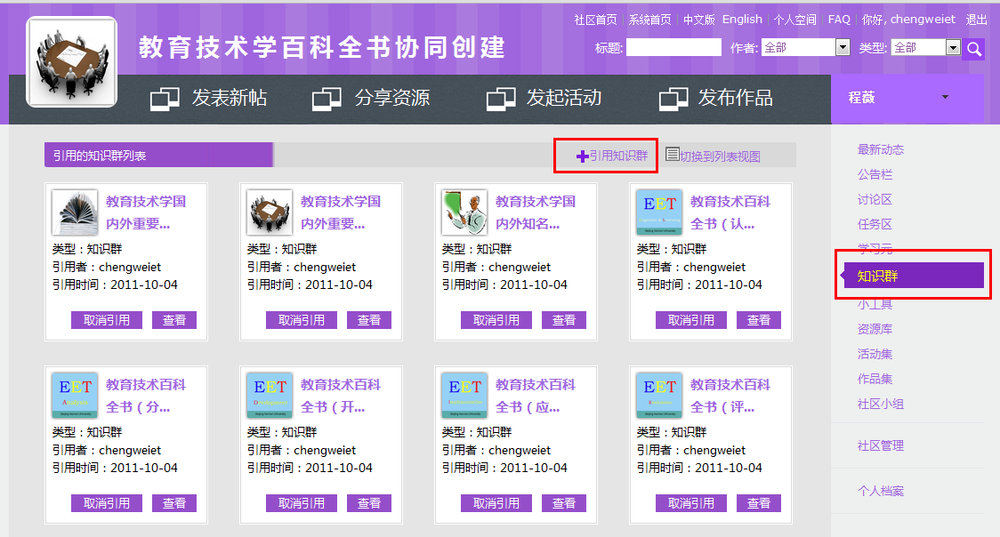 社区首页 系统首页 中文版 English 个人空间 FAQ 你好, chengweiet 退出
教育技术学百科全书协同创建
标题: 作者: 全部 类型: 全部
发表新帖 分享资源 发起活动 发布作品
程薇
引用的知识群列表 引用知识群 切换到列表视图
教育技术学国
内外重要...
类型：知识群
引用者：chengweiet
引用时间：2011-10-04
取消引用 查看
教育技术学国
内外重要...
类型：知识群
引用者：chengweiet
引用时间：2011-10-04
取消引用 查看
教育技术学国
内外知名...
类型：知识群
引用者：chengweiet
引用时间：2011-10-04
取消引用 查看
EET
教育技术百科
全书（认...
类型：知识群
引用者：chengweiet
引用时间：2011-10-04
取消引用 查看
EET
教育技术百科
全书（分...
类型：知识群
引用者：chengweiet
引用时间：2011-10-04
取消引用 查看
EET
教育技术百科
全书（开...
类型：知识群
引用者：chengweiet
引用时间：2011-10-04
取消引用 查看
EET
教育技术百科
全书（应...
类型：知识群
引用者：chengweiet
引用时间：2011-10-04
取消引用 查看
EET
教育技术百科
全书（评...
类型：知识群
引用者：chengweiet
引用时间：2011-10-04
取消引用 查看
最新动态
公告栏
讨论区
任务区
学习元
知识群
小工具
资源库
活动集
作品集
社区小组
社区管理
个人档案